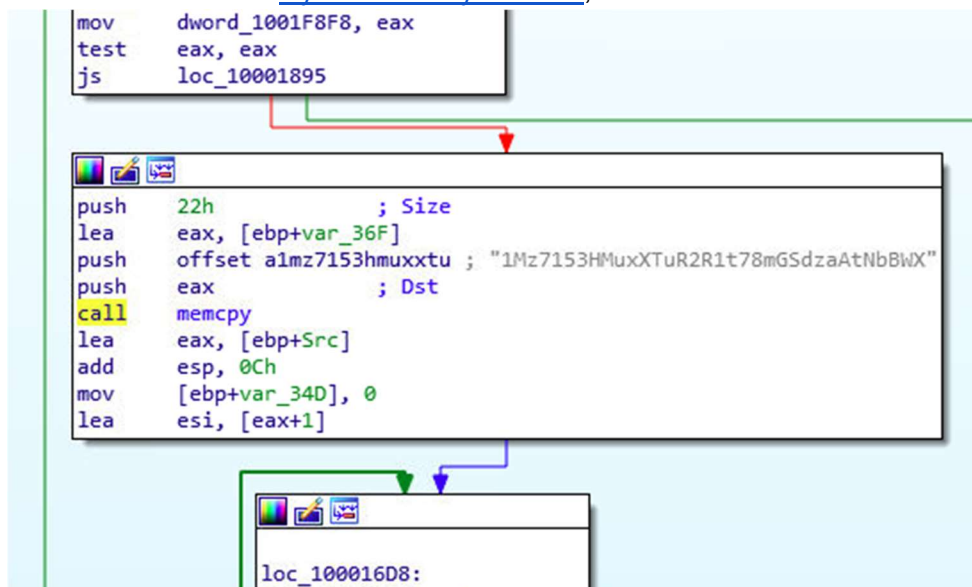 mov dword_1001F8F8, eax
test eax, eax
js loc_10001895
push 22h ; Size
lea eax, [ebp+var_36F]
push offset a1mz7153hmuxxtu ; "1Mz7153HMuxXTuR2R1t78mGSdzaAtNbBWX"
push eax ; Dst
call memcpy
lea eax, [ebp+Src]
add esp, 0Ch
mov [ebp+var_34D], 0
lea esi, [eax+1]
loc_100016D8: